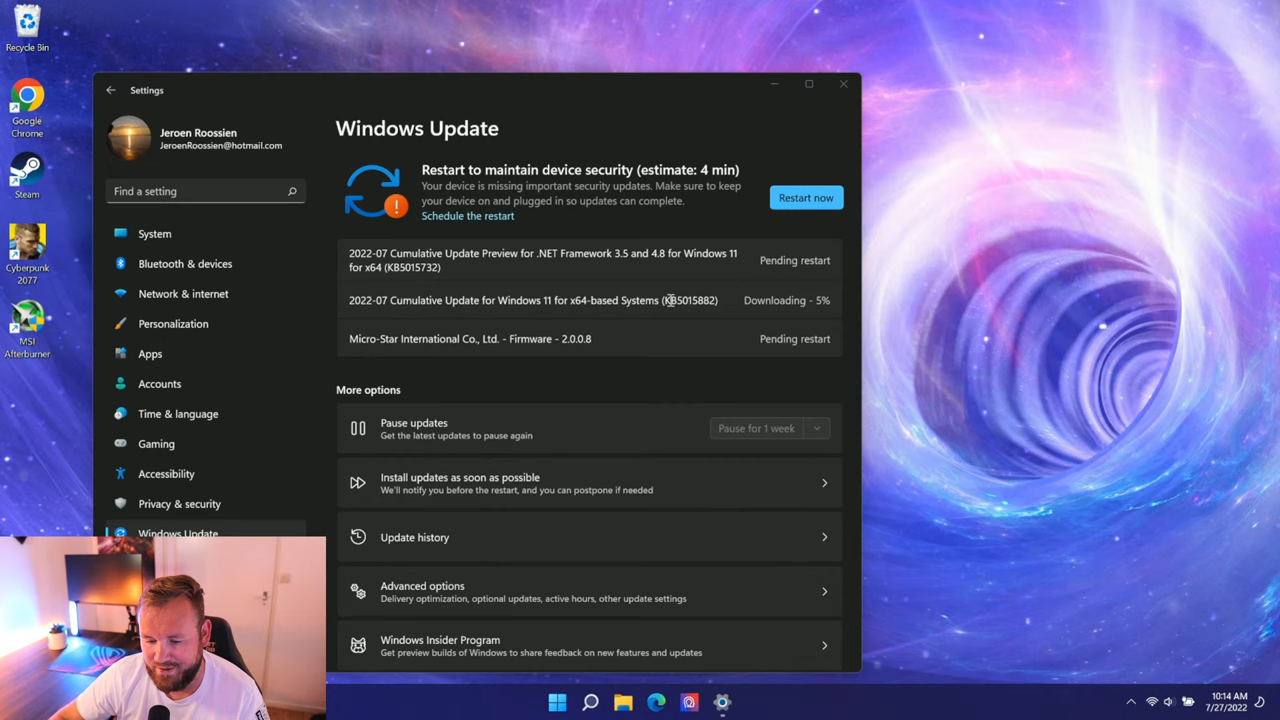 Recycle Bin
Google
Chrome
Steam
Cyberpunk
2077
MSI
Afterburner
Settings
Jeroen Roossien
JeroenRoossien@hotmail.com
Find a setting
System
Bluetooth & devices
Network & internet
Personalization
Apps
Accounts
Time & language
Gaming
Accessibility
Privacy & security
Windows Update
Windows Update
Restart to maintain device security (estimate: 4 min)
Your device is missing important security updates. Make sure to keep
your device on and plugged in so updates can complete.
Schedule the restart
Restart now
2022-07 Cumulative Update Preview for .NET Framework 3.5 and 4.8 for Windows 11
for x64 (KB5015732)
Pending restart
2022-07 Cumulative Update for Windows 11 for x64-based Systems (KB5015882)
Downloading - 5%
Micro-Star International Co., Ltd. - Firmware - 2.0.0.8
Pending restart
More options
Pause updates
Get the latest updates to pause again
Pause for 1 week
Install updates as soon as possible
We'll notify you before the restart, and you can postpone if needed
Update history
Advanced options
Delivery optimization, optional updates, active hours, other update settings
Windows Insider Program
Get preview builds of Windows to share feedback on new features and updates
10:14 AM
7/27/2022